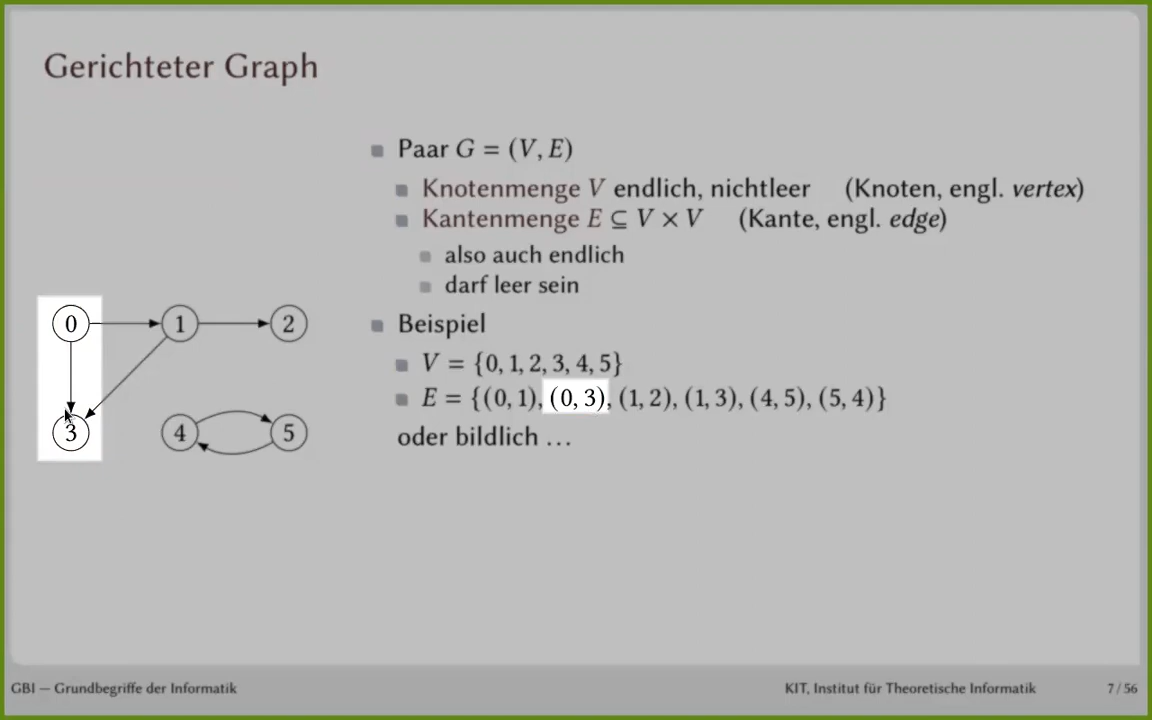 Gerichteter Graph
Paar G = (V, E)
Knotenmenge V endlich, nichtleer (Knoten, engl. vertex)
Kantenmenge E ⊆ V × V (Kante, engl. edge)
also auch endlich
darf leer sein
0 1 2
Beispiel
V = {0, 1, 2, 3, 4, 5}
E = {(0, 1), (0, 3), (1, 2), (1, 3), (4, 5), (5, 4)}
3 4 5
oder bildlich …
GBI — Grundbegriffe der Informatik
KIT, Institut für Theoretische Informatik
7 / 56